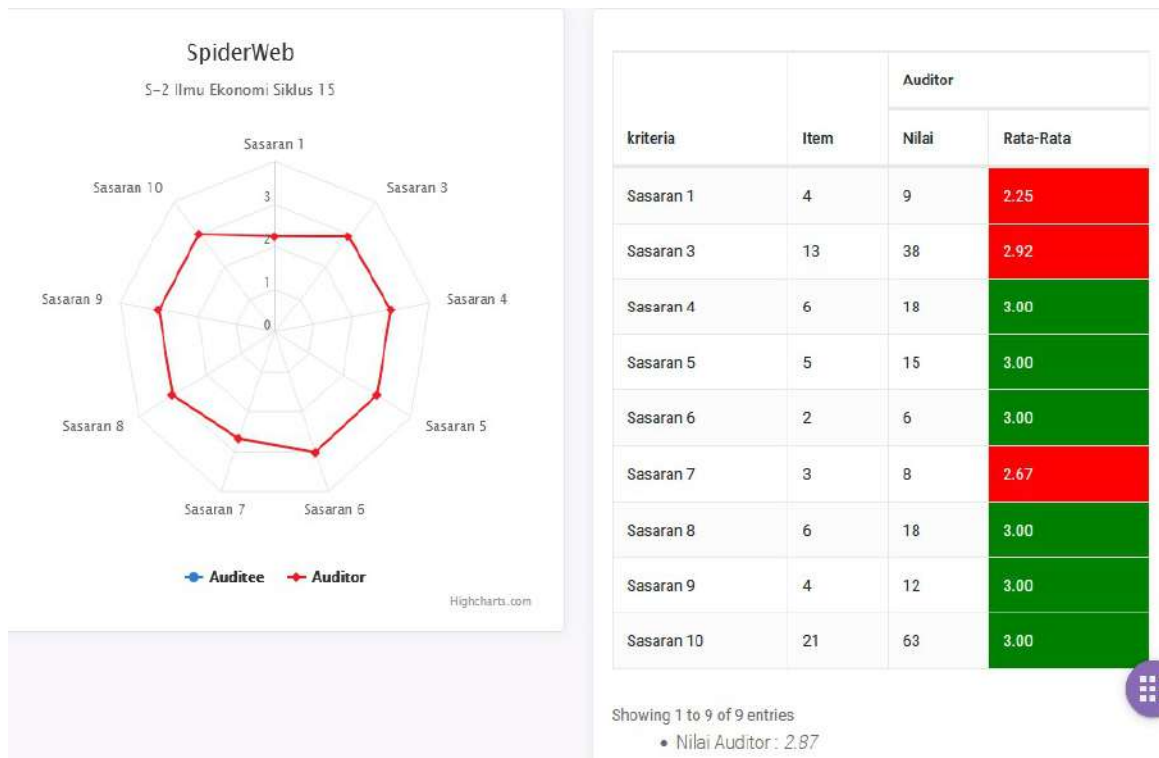 SpiderWeb
S-2 Ilmu Ekonomi Siklus 15
Sasaran 1
Sasaran 10
Sasaran 3
3
2
1
0
Sasaran 9
Sasaran 4
Sasaran 8
Sasaran 5
Sasaran 7
Sasaran 6
Auditee Auditor
Highcharts.com
Auditor
kriteria Item Nilai Rata-Rata
Sasaran 1 4 9 2.25
Sasaran 3 13 38 2.92
Sasaran 4 6 18 3.00
Sasaran 5 5 15 3.00
Sasaran 6 2 6 3.00
Sasaran 7 3 8 2.67
Sasaran 8 6 18 3.00
Sasaran 9 4 12 3.00
Sasaran 10 21 63 3.00
Showing 1 to 9 of 9 entries
• Nilai Auditor : 2.87